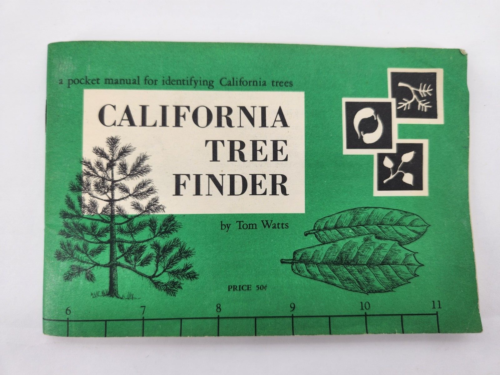 a pocket manual for identifying California trees
CALIFORNIA
TREE
FINDER
by Tom Watts
PRICE 50¢
6 7 8 9 10 11